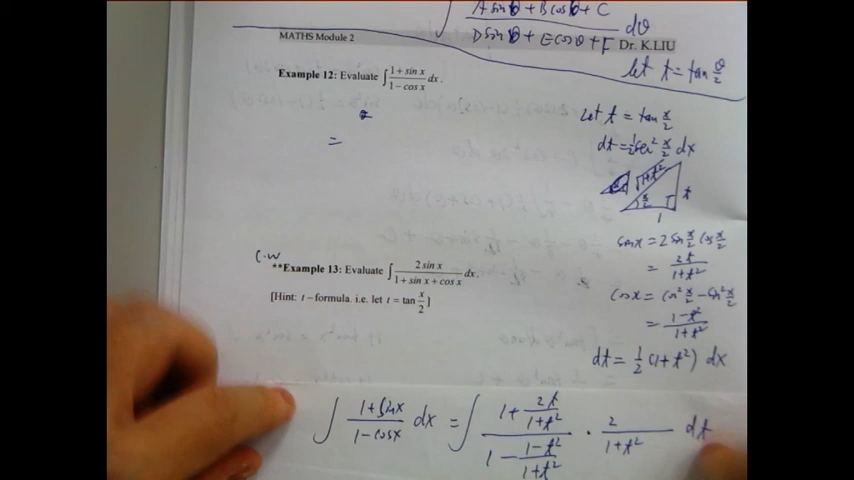 ∫ (A sin θ + B cos θ + C)/(D sin θ + E cos θ + F) dθ
MATHS Module 2 Dr. K.LIU
let t = tan θ/2
Example 12: Evaluate ∫ (1 + sin x)/(1 − cos x) dx.
=
Let t = tan x/2
dt = ½ sec² x/2 dx
√(1+t²)
x/2 t
1
sin x = 2 sin x/2 cos x/2
= 2t/(1+t²)
cos x = cos² x/2 − sin² x/2
= (1−t²)/(1+t²)
dt = ½ (1+t²) dx
C.W
**Example 13: Evaluate ∫ (2 sin x)/(1 + sin x + cos x) dx.
[Hint: t – formula. i.e. let t = tan x/2]
∫ (1+sin x)/(1−cos x) dx = ∫ (1 + 2t/(1+t²))/(1 − (1−t²)/(1+t²)) · 2/(1+t²) dt